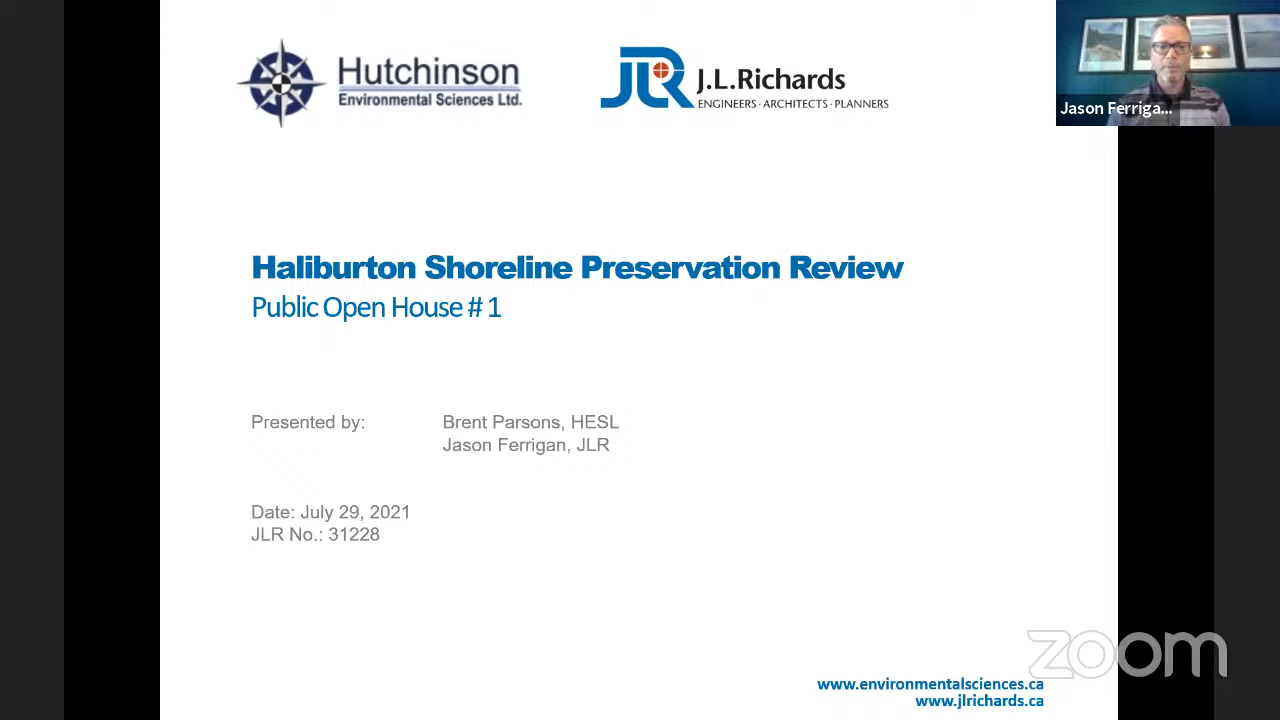 Hutchinson
Environmental Sciences Ltd.
JLR
J.L.Richards
ENGINEERS · ARCHITECTS · PLANNERS
Jason Ferriga...
Haliburton Shoreline Preservation Review
Public Open House # 1
Presented by: Brent Parsons, HESL
Jason Ferrigan, JLR
Date: July 29, 2021
JLR No.: 31228
zoom
www.environmentalsciences.ca
www.jlrichards.ca